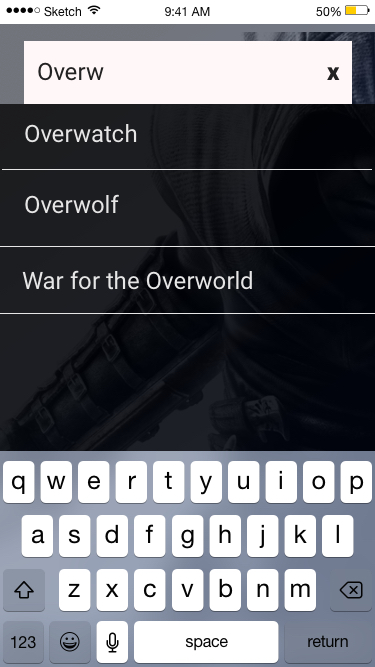 Sketch 9:41 AM 50%
Overw x
Overwatch
Overwolf
War for the Overworld
q w e r t y u i o p
a s d f g h j k l
z x c v b n m
123 space return